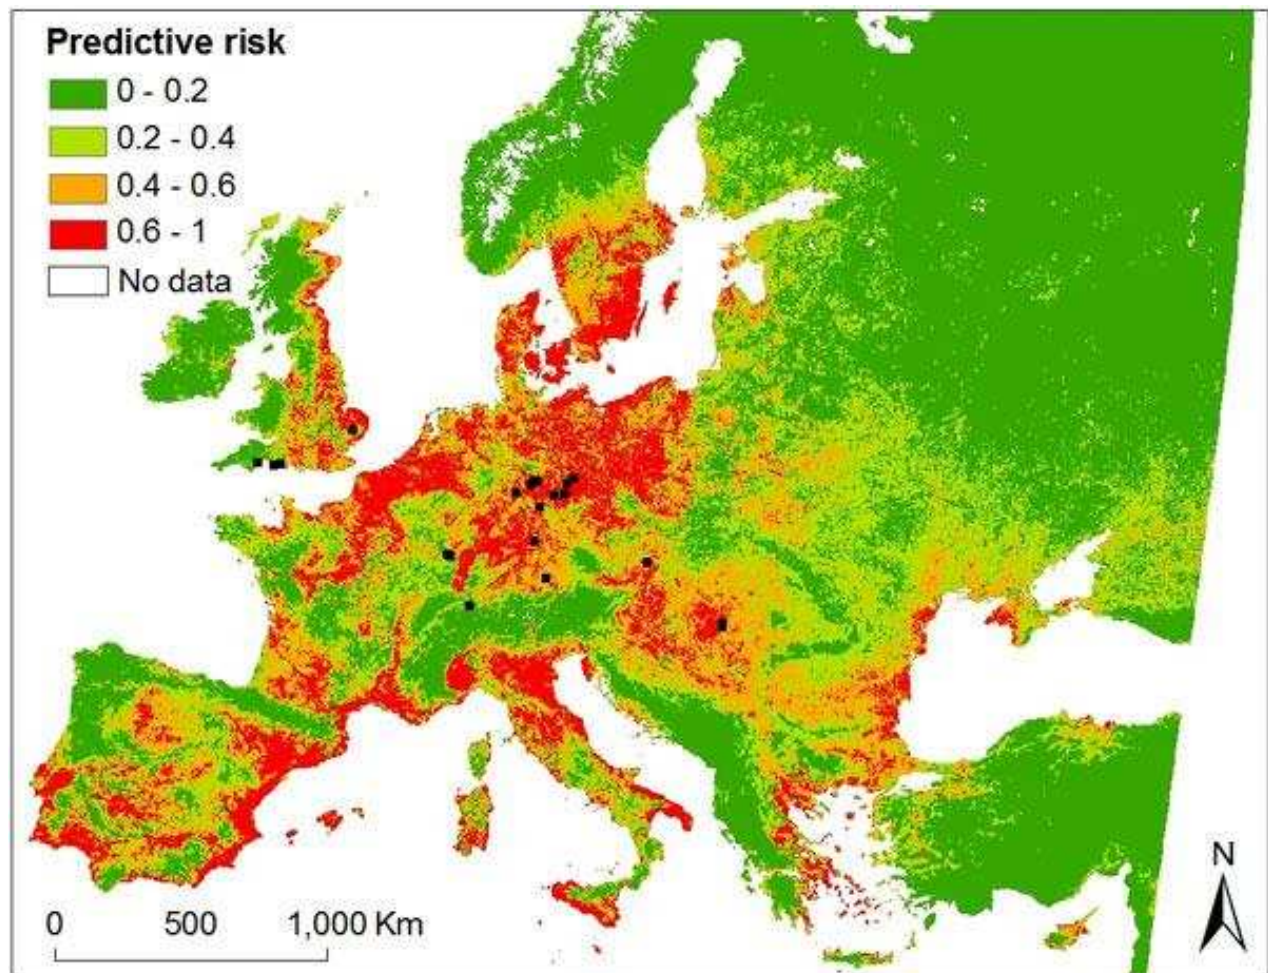 Predictive risk
0 - 0.2
0.2 - 0.4
0.4 - 0.6
0.6 - 1
No data
N
0 500 1,000 Km